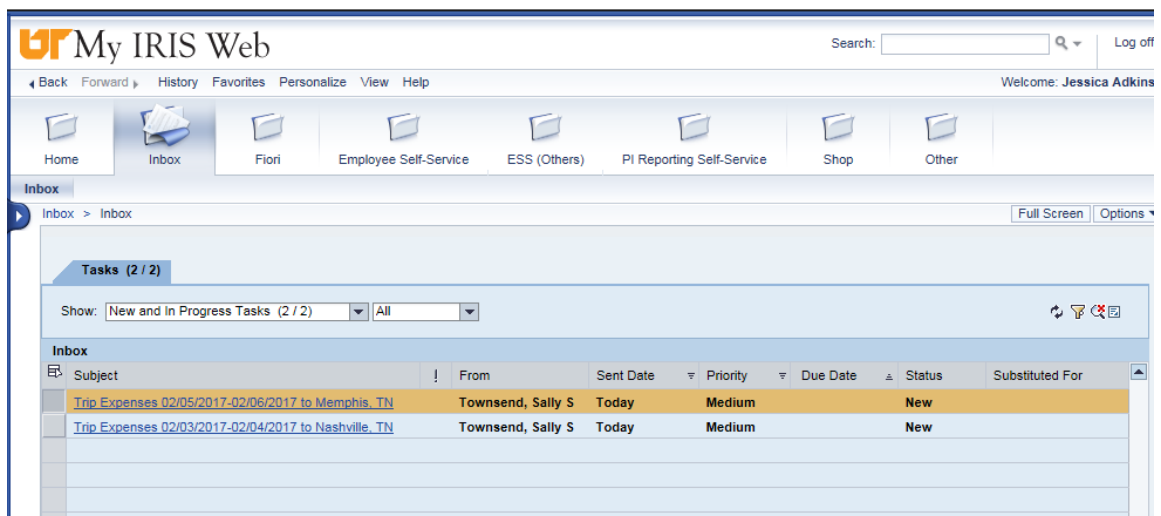 UT My IRIS Web Search: Log off
Back Forward History Favorites Personalize View Help Welcome: Jessica Adkins
Home Inbox Fiori Employee Self-Service ESS (Others) PI Reporting Self-Service Shop Other
Inbox
Inbox > Inbox Full Screen Options
Tasks (2 / 2)
Show: New and In Progress Tasks (2 / 2) All
Inbox
Subject ! From Sent Date Priority Due Date Status Substituted For
Trip Expenses 02/05/2017-02/06/2017 to Memphis, TN Townsend, Sally S Today Medium New
Trip Expenses 02/03/2017-02/04/2017 to Nashville, TN Townsend, Sally S Today Medium New